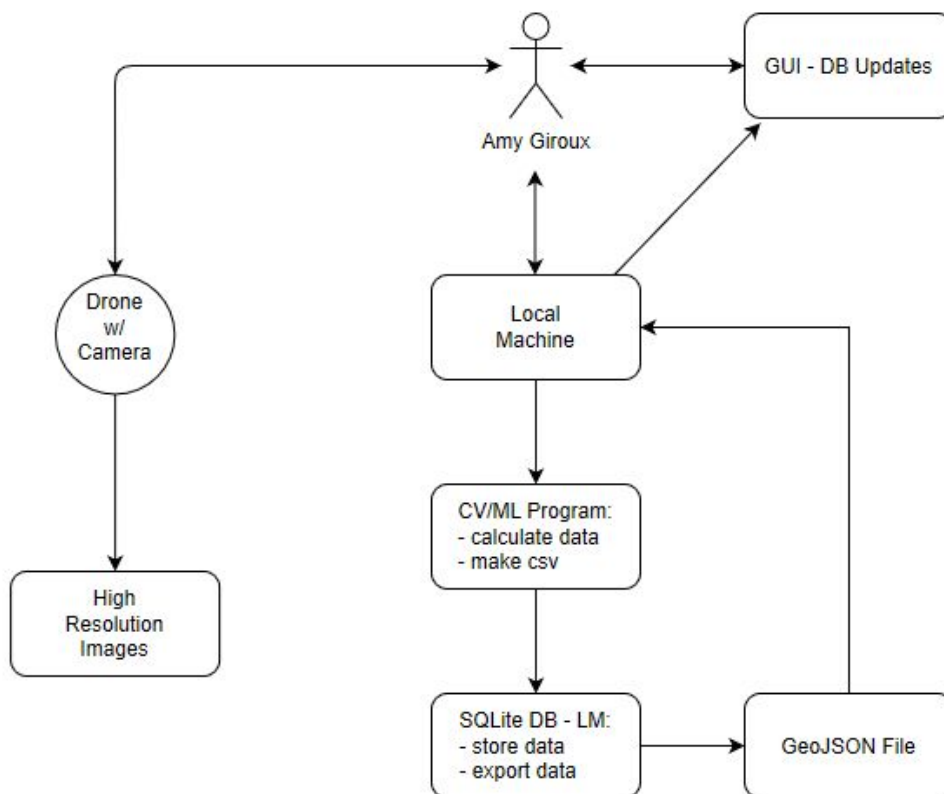 GUI - DB Updates
Amy Giroux
Drone
w/
Camera
Local
Machine
CV/ML Program:
- calculate data
- make csv
High
Resolution
Images
SQLite DB - LM:
- store data
- export data
GeoJSON File